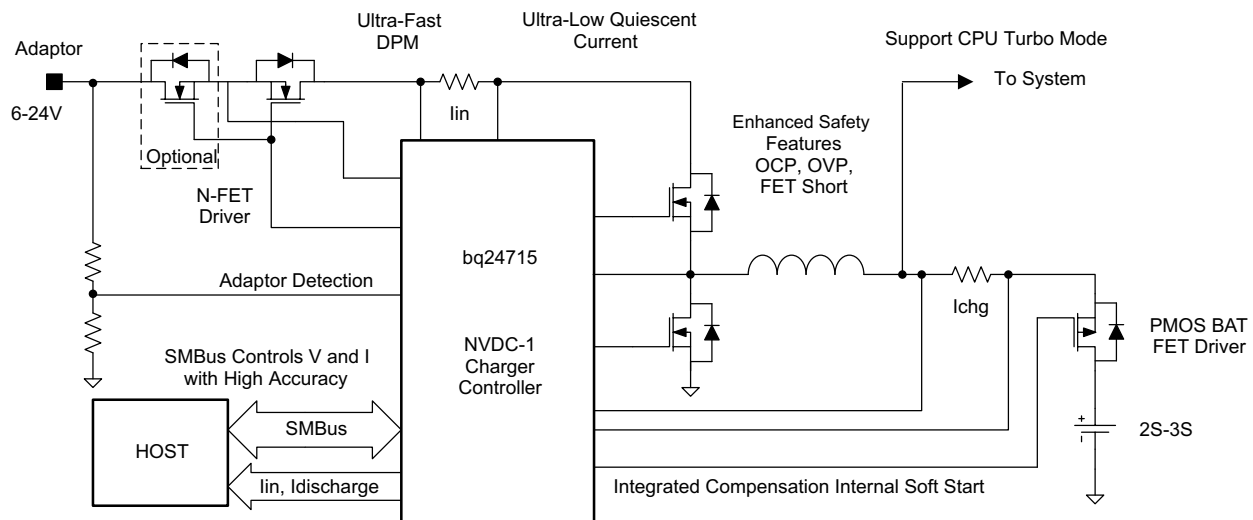 Ultra-Fast
DPM
Ultra-Low Quiescent
Current
Support CPU Turbo Mode
Adaptor
To System
6-24V
Iin
Enhanced Safety
Features
OCP, OVP,
FET Short
Optional
N-FET
Driver
bq24715
Adaptor Detection
Ichg
PMOS BAT
FET Driver
NVDC-1
Charger
Controller
SMBus Controls V and I
with High Accuracy
HOST
SMBus
+
-
2S-3S
Iin, Idischarge
Integrated Compensation Internal Soft Start